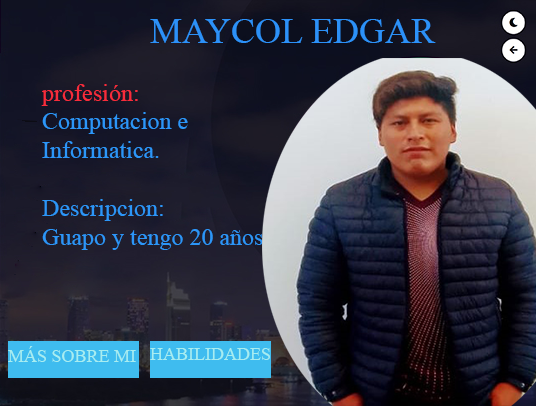 MAYCOL EDGAR
profesión:
Computacion e
Informatica.
Descripcion:
Guapo y tengo 20 años
MÁS SOBRE MI
HABILIDADES